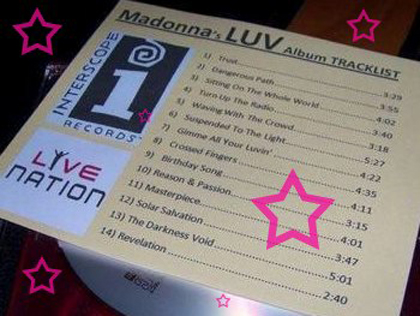 Madonna's LUV Album TRACKLIST
1) Trust 3:29
2) Dangerous Path 3:55
3) Sitting On The Whole World 4:02
4) Turn Up The Radio 3:40
5) Waving With The Crowd 3:18
6) Suspended To The Light 5:27
7) Gimme All Your Luvin' 4:22
8) Crossed Fingers 4:35
9) Birthday Song 4:11
10) Reason & Passion 3:15
11) Masterpiece 4:01
12) Solar Salvation 3:47
13) The Darkness Void 5:01
14) Revelation 2:40
INTERSCOPE
i
RECORDS
LIVE
NATION